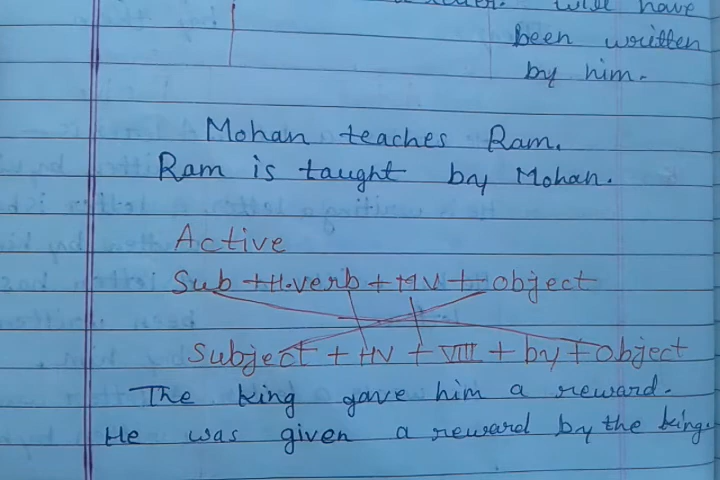 Will have
been written
by him.
Mohan teaches Ram.
Ram is taught by Mohan.
Active
Sub + H.verb + MV + object
Subject + HV + VIII + by + Object
The king gave him a reward.
He was given a reward by the king.